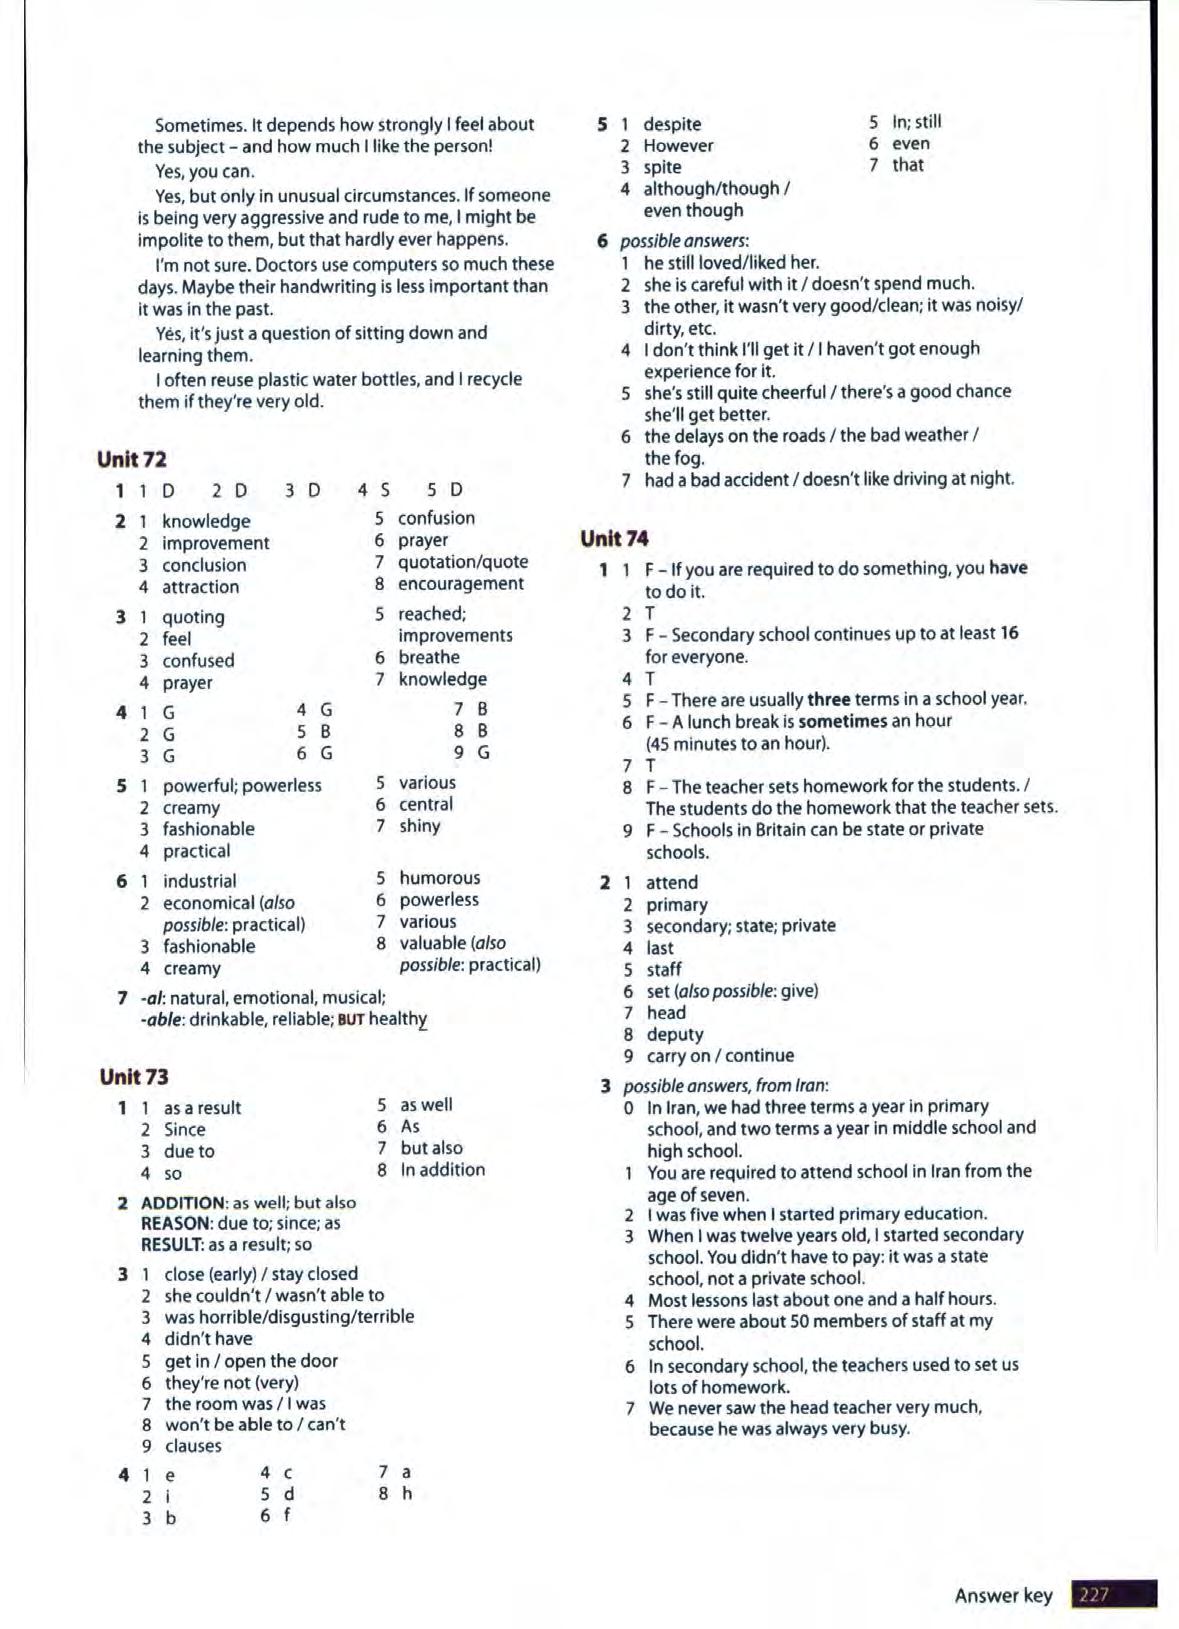 Sometimes. It depends how strongly I feel about
the subject – and how much I like the person!
Yes, you can.
Yes, but only in unusual circumstances. If someone
is being very aggressive and rude to me, I might be
impolite to them, but that hardly ever happens.
I'm not sure. Doctors use computers so much these
days. Maybe their handwriting is less important than
it was in the past.
Yes, it's just a question of sitting down and
learning them.
I often reuse plastic water bottles, and I recycle
them if they're very old.
Unit 72
1 1 D 2 D 3 D 4 S 5 D
2 1 knowledge 5 confusion
2 improvement 6 prayer
3 conclusion 7 quotation/quote
4 attraction 8 encouragement
3 1 quoting 5 reached;
2 feel improvements
3 confused 6 breathe
4 prayer 7 knowledge
4 1 G 4 G 7 B
2 G 5 B 8 B
3 G 6 G 9 G
5 1 powerful; powerless 5 various
2 creamy 6 central
3 fashionable 7 shiny
4 practical
6 1 industrial 5 humorous
2 economical (also 6 powerless
possible: practical) 7 various
3 fashionable 8 valuable (also
4 creamy possible: practical)
7 -al: natural, emotional, musical;
-able: drinkable, reliable; BUT healthy
Unit 73
1 1 as a result 5 as well
2 Since 6 As
3 due to 7 but also
4 so 8 In addition
2 ADDITION: as well; but also
REASON: due to; since; as
RESULT: as a result; so
3 1 close (early) / stay closed
2 she couldn't / wasn't able to
3 was horrible/disgusting/terrible
4 didn't have
5 get in / open the door
6 they're not (very)
7 the room was / I was
8 won't be able to / can't
9 clauses
4 1 e 4 c 7 a
2 i 5 d 8 h
3 b 6 f
5 1 despite 5 In; still
2 However 6 even
3 spite 7 that
4 although/though /
even though
6 possible answers:
1 he still loved/liked her.
2 she is careful with it / doesn't spend much.
3 the other, it wasn't very good/clean; it was noisy/
dirty, etc.
4 I don't think I'll get it / I haven't got enough
experience for it.
5 she's still quite cheerful / there's a good chance
she'll get better.
6 the delays on the roads / the bad weather /
the fog.
7 had a bad accident / doesn't like driving at night.
Unit 74
1 1 F – If you are required to do something, you have
to do it.
2 T
3 F – Secondary school continues up to at least 16
for everyone.
4 T
5 F – There are usually three terms in a school year.
6 F – A lunch break is sometimes an hour
(45 minutes to an hour).
7 T
8 F – The teacher sets homework for the students. /
The students do the homework that the teacher sets.
9 F – Schools in Britain can be state or private
schools.
2 1 attend
2 primary
3 secondary; state; private
4 last
5 staff
6 set (also possible: give)
7 head
8 deputy
9 carry on / continue
3 possible answers, from Iran:
0 In Iran, we had three terms a year in primary
school, and two terms a year in middle school and
high school.
1 You are required to attend school in Iran from the
age of seven.
2 I was five when I started primary education.
3 When I was twelve years old, I started secondary
school. You didn't have to pay: it was a state
school, not a private school.
4 Most lessons last about one and a half hours.
5 There were about 50 members of staff at my
school.
6 In secondary school, the teachers used to set us
lots of homework.
7 We never saw the head teacher very much,
because he was always very busy.
Answer key 227